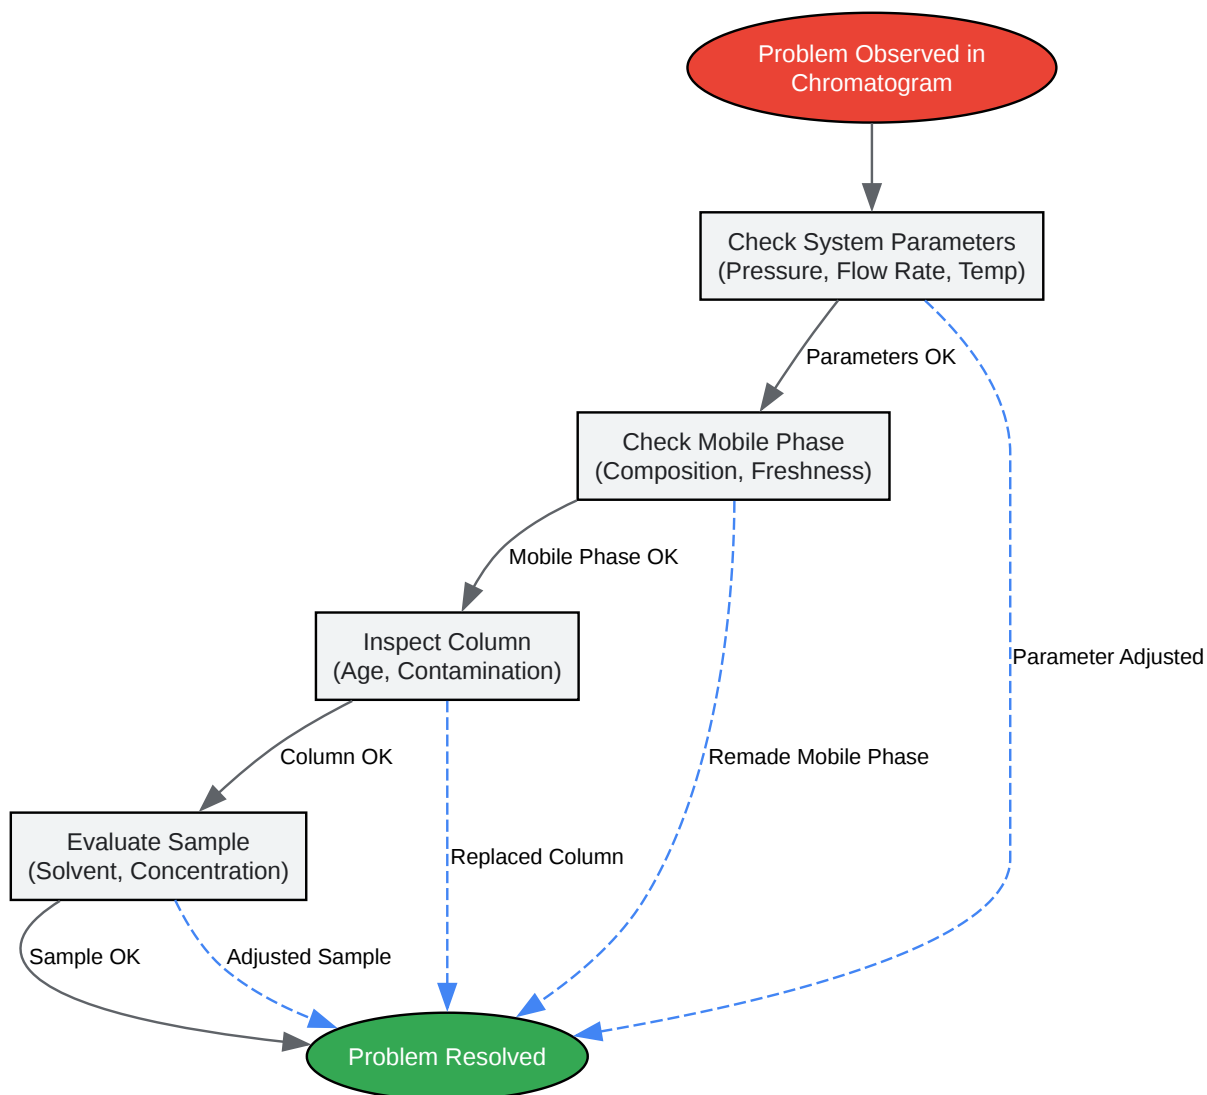 Problem Observed in
Chromatogram
Check System Parameters
(Pressure, Flow Rate, Temp)
Parameters OK
Check Mobile Phase
(Composition, Freshness)
Mobile Phase OK
Inspect Column
(Age, Contamination)
Parameter Adjusted
Column OK
Remade Mobile Phase
Evaluate Sample
(Solvent, Concentration)
Replaced Column
Sample OK
Adjusted Sample
Problem Resolved